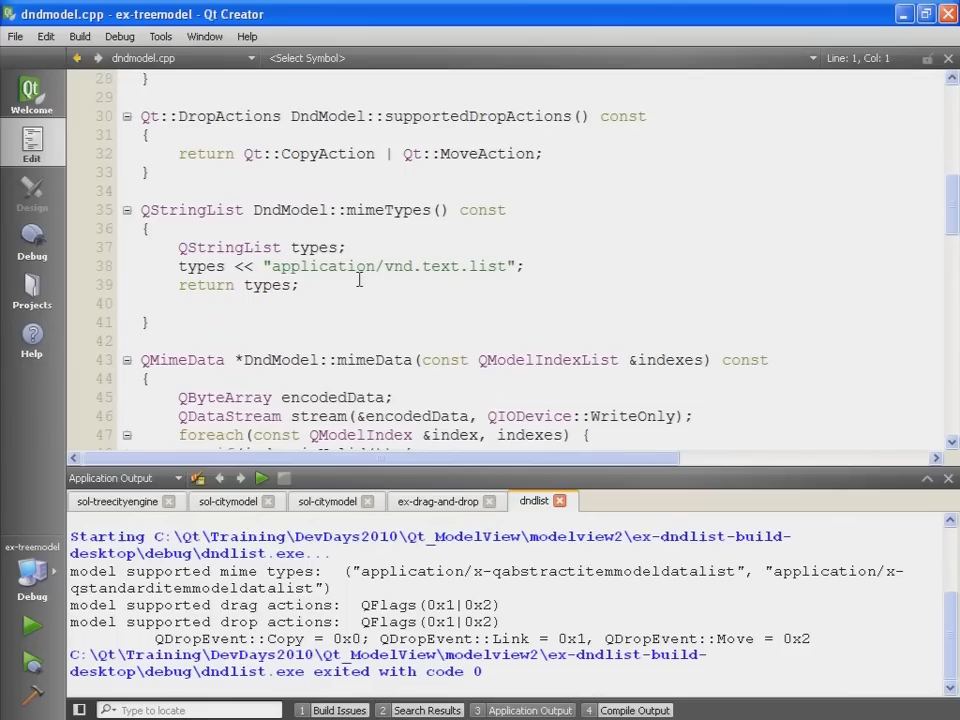 dndmodel.cpp - ex-treemodel - Qt Creator
File Edit Build Debug Tools Window Help
dndmodel.cpp <Select Symbol> Line: 1, Col: 1
Welcome
Edit
Design
Debug
Projects
Help
ex-treemodel
Debug
28 }
29
30 Qt::DropActions DndModel::supportedDropActions() const
31 {
32 return Qt::CopyAction | Qt::MoveAction;
33 }
34
35 QStringList DndModel::mimeTypes() const
36 {
37 QStringList types;
38 types << "application/vnd.text.list";
39 return types;
40
41 }
42
43 QMimeData *DndModel::mimeData(const QModelIndexList &indexes) const
44 {
45 QByteArray encodedData;
46 QDataStream stream(&encodedData, QIODevice::WriteOnly);
47 foreach(const QModelIndex &index, indexes) {
Application Output
sol-treecityengine sol-citymodel sol-citymodel ex-drag-and-drop dndlist
Starting C:\Qt\Training\DevDays2010\Qt_ModelView\modelview2\ex-dndlist-build-
desktop\debug\dndlist.exe...
model supported mime types: ("application/x-qabstractitemmodeldatalist", "application/x-
qstandarditemmodeldatalist")
model supported drag actions: QFlags(0x1|0x2)
model supported drop actions: QFlags(0x1|0x2)
QDropEvent::Copy = 0x0; QDropEvent::Link = 0x1, QDropEvent::Move = 0x2
C:\Qt\Training\DevDays2010\Qt_ModelView\modelview2\ex-dndlist-build-
desktop\debug\dndlist.exe exited with code 0
Type to locate 1 Build Issues 2 Search Results 3 Application Output 4 Compile Output